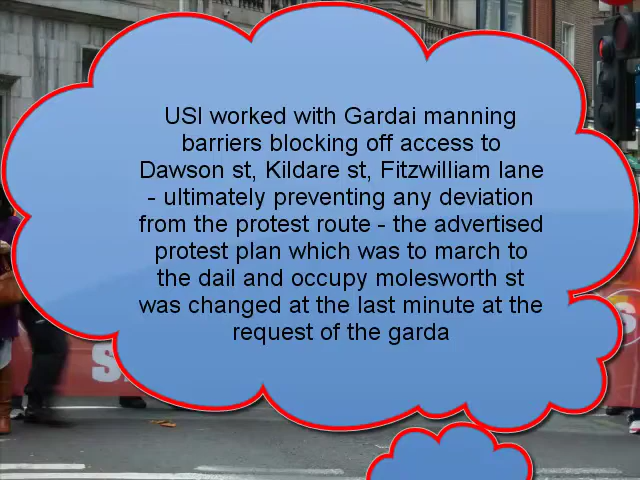 USI worked with Gardai manning
barriers blocking off access to
Dawson st, Kildare st, Fitzwilliam lane
- ultimately preventing any deviation
from the protest route - the advertised
protest plan which was to march to
the dail and occupy molesworth st
was changed at the last minute at the
request of the garda